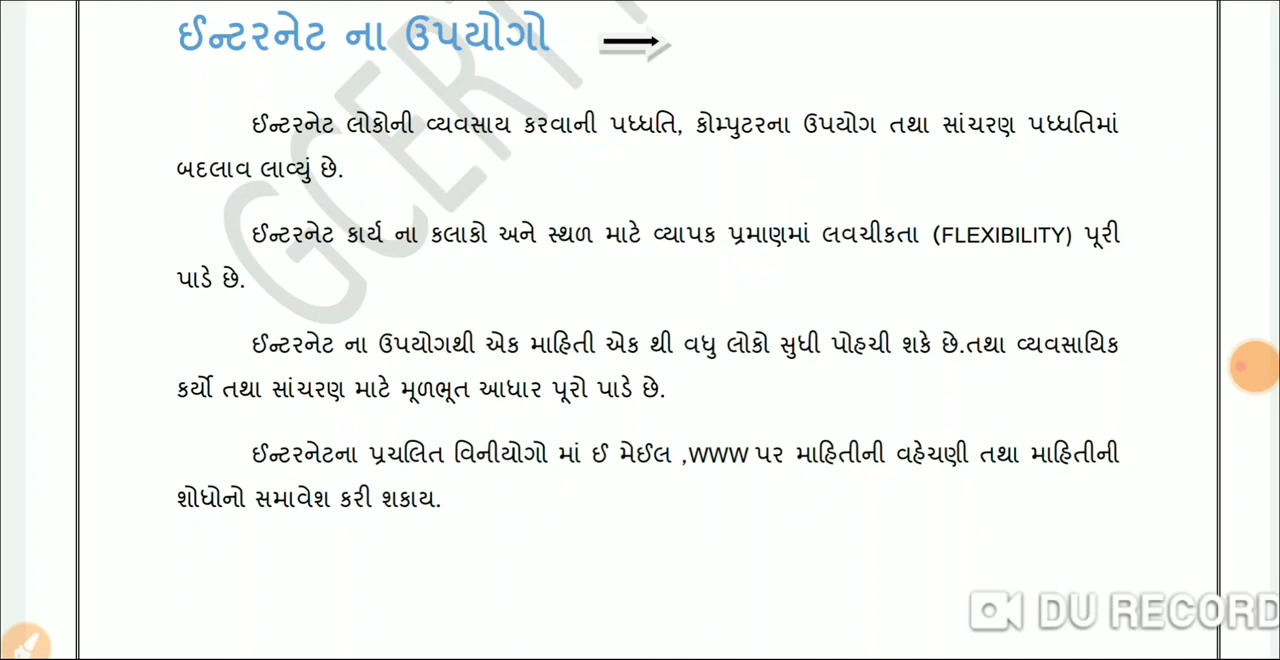 ઈન્ટરનેટ ના ઉપયોગો
ઈન્ટરનેટ લોકોની વ્યવસાય કરવાની પધ્ધતિ, કોમ્પુટરના ઉપયોગ તથા સાંચરણ પધ્ધતિમાં
બદલાવ લાવ્યું છે.
ઈન્ટરનેટ કાર્ય ના કલાકો અને સ્થળ માટે વ્યાપક પ્રમાણમાં લવચીકતા (FLEXIBILITY) પૂરી
પાડે છે.
ઈન્ટરનેટ ના ઉપયોગથી એક માહિતી એક થી વધુ લોકો સુધી પોહચી શકે છે.તથા વ્યવસાયિક
કર્યો તથા સાંચરણ માટે મૂળભૂત આધાર પૂરો પાડે છે.
ઈન્ટરનેટના પ્રચલિત વિનીયોગો માં ઈ મેઈલ ,WWW પર માહિતીની વહેચણી તથા માહિતીની
શોધોનો સમાવેશ કરી શકાય.
GCERT
DU RECORD